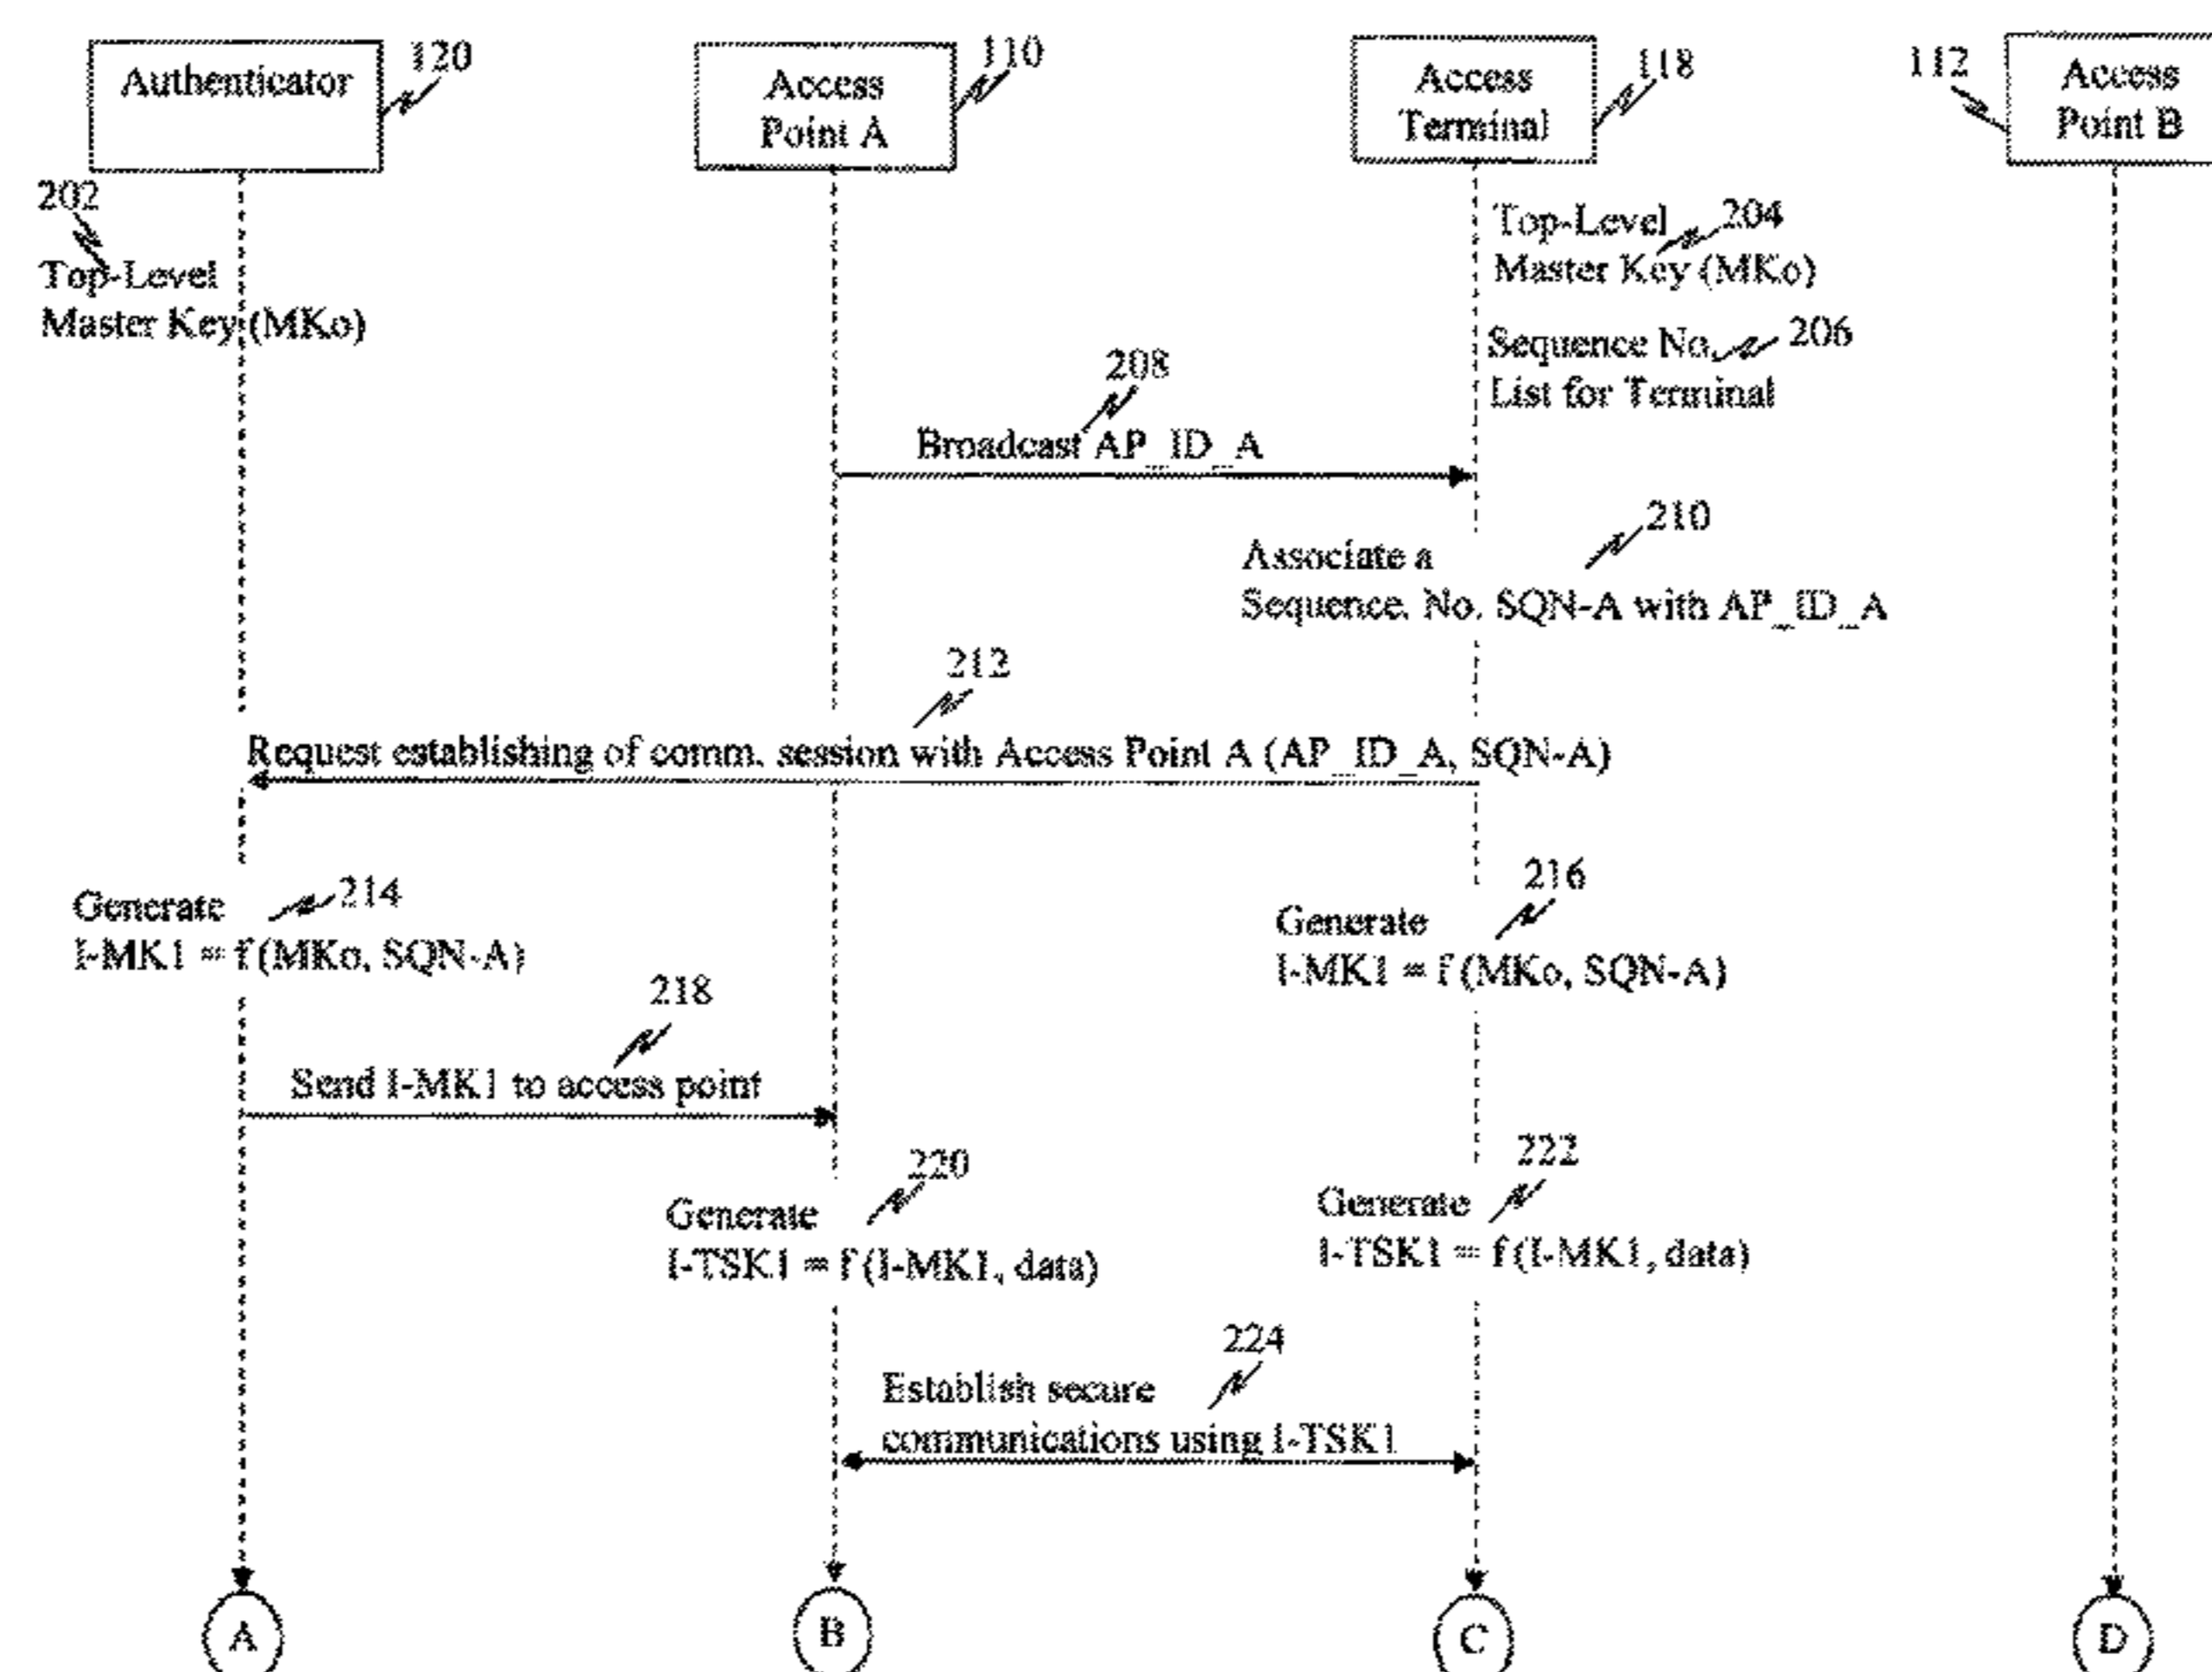 Authenticator
120
Access
Point A
110
Access
Terminal
118
112
Access
Point B
202
Top-Level
Master Key (MKo)
Top-Level
Master Key (MKo)
204
Sequence No.
List for Terminal
206
208
Broadcast AP_ID_A
210
Associate a
Sequence. No. SQN-A with AP_ID_A
212
Request establishing of comm. session with Access Point A (AP_ID_A, SQN-A)
214
Generate
I-MK1 = f (MKo, SQN-A)
216
Generate
I-MK1 = f (MKo, SQN-A)
218
Send I-MK1 to access point
220
Generate
I-TSK1 = f (I-MK1, data)
222
Generate
I-TSK1 = f (I-MK1, data)
224
Establish secure
communications using I-TSK1
A
B
C
D